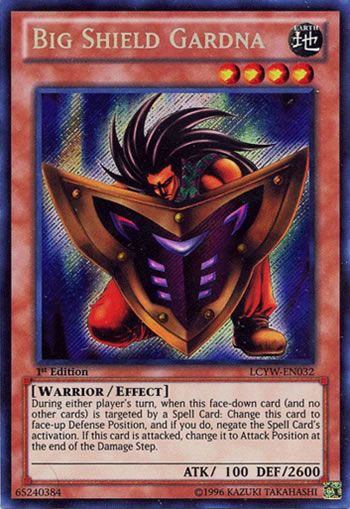 BIG SHIELD GARDNA
EARTH
地
1st Edition
LCYW-EN032
[WARRIOR / EFFECT]
During either player's turn, when this face-down card (and no
other cards) is targeted by a Spell Card: Change this card to
face-up Defense Position, and if you do, negate the Spell Card's
activation. If this card is attacked, change it to Attack Position at
the end of the Damage Step.
ATK/ 100 DEF/2600
65240384
©1996 KAZUKI TAKAHASHI